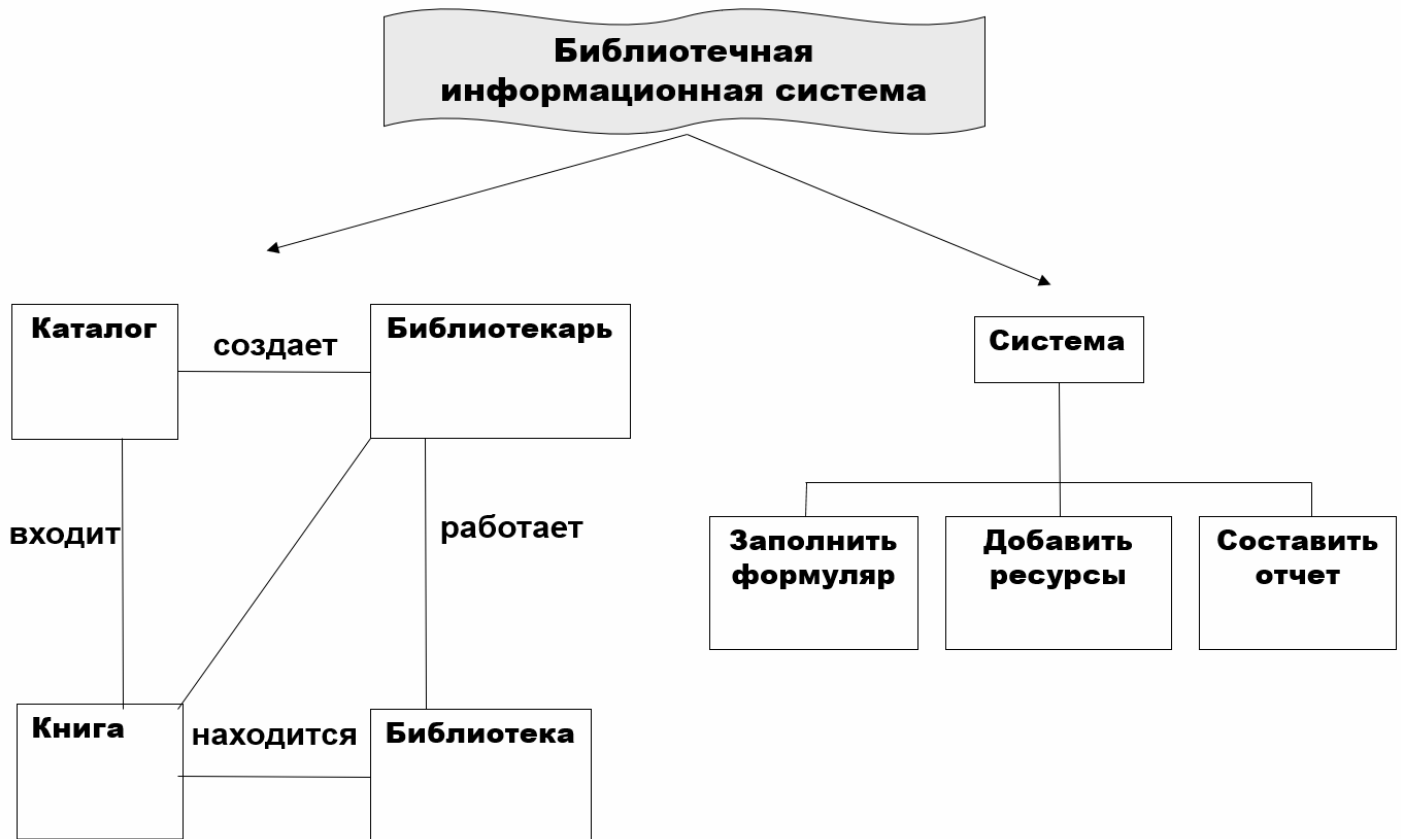 Библиотечная
информационная система
Каталог
создает
Библиотекарь
Система
входит
работает
Заполнить
формуляр
Добавить
ресурсы
Составить
отчет
Книга
находится
Библиотека